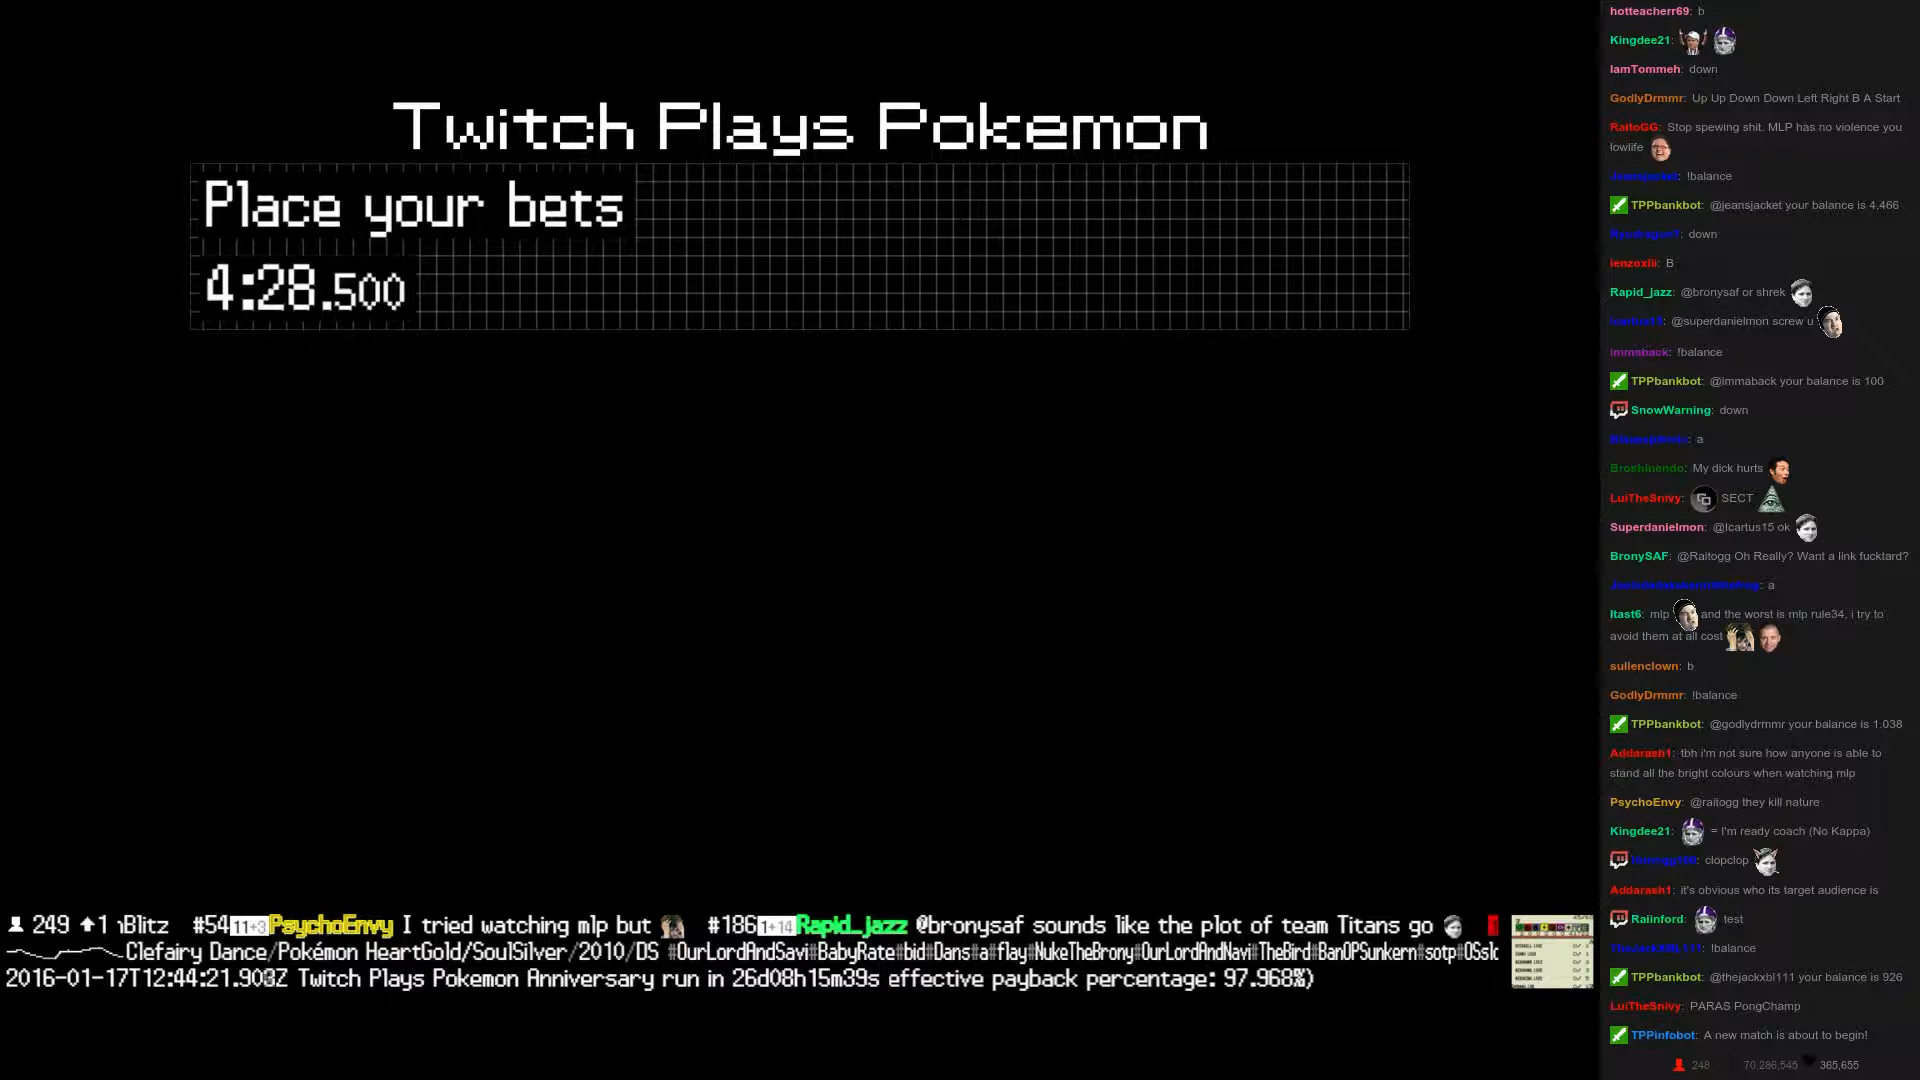 Twitch Plays Pokemon
Place your bets
4:28.500
249 1 Blitz #54 11+3 PsychoEnvy I tried watching mlp but #186 1+14 Rapid_jazz @bronysaf sounds like the plot of team Titans go
Clefairy Dance/Pokémon HeartGold/SoulSilver/2010/DS #OurLordAndSavi#BabyRate#bid#Dans#a#flay#NukeTheBrony#OurLordAndNavi#TheBird#BanOPSunkern#sotp#OSslo
2016-01-17T12:44:21.908Z Twitch Plays Pokemon Anniversary run in 26d08h15m39s effective payback percentage: 97.968%)
hotteacherr69: b
Kingdee21:
IamTommeh: down
GodlyDrmmr: Up Up Down Down Left Right B A Start
RaitoGG: Stop spewing shit. MLP has no violence you
lowlife
Jeansjacket: !balance
TPPbankbot: @jeansjacket your balance is 4,466
down
ienzoxiii: B
Rapid_jazz: @bronysaf or shrek
Icartus15: @superdanielmon screw u
immaback: !balance
TPPbankbot: @immaback your balance is 100
SnowWarning: down
: a
Broshinendo: My dick hurts
LuiTheSnivy: SECT
Superdanielmon: @Icartus15 ok
BronySAF: @Raitogg Oh Really? Want a link fucktard?
: a
Itast6: mlp and the worst is mlp rule34, i try to
avoid them at all cost
sullenclown: b
GodlyDrmmr: !balance
TPPbankbot: @godlydrmmr your balance is 1,038
Addarash1: tbh i'm not sure how anyone is able to
stand all the bright colours when watching mlp
PsychoEnvy: @raitogg they kill nature
Kingdee21: = I'm ready coach (No Kappa)
: clopclop
Addarash1: it's obvious who its target audience is
Raiinford: test
TheJackXBL111: !balance
TPPbankbot: @thejackxbl111 your balance is 926
LuiTheSnivy: PARAS PongChamp
TPPinfobot: A new match is about to begin!
248 70,286,545 365,655